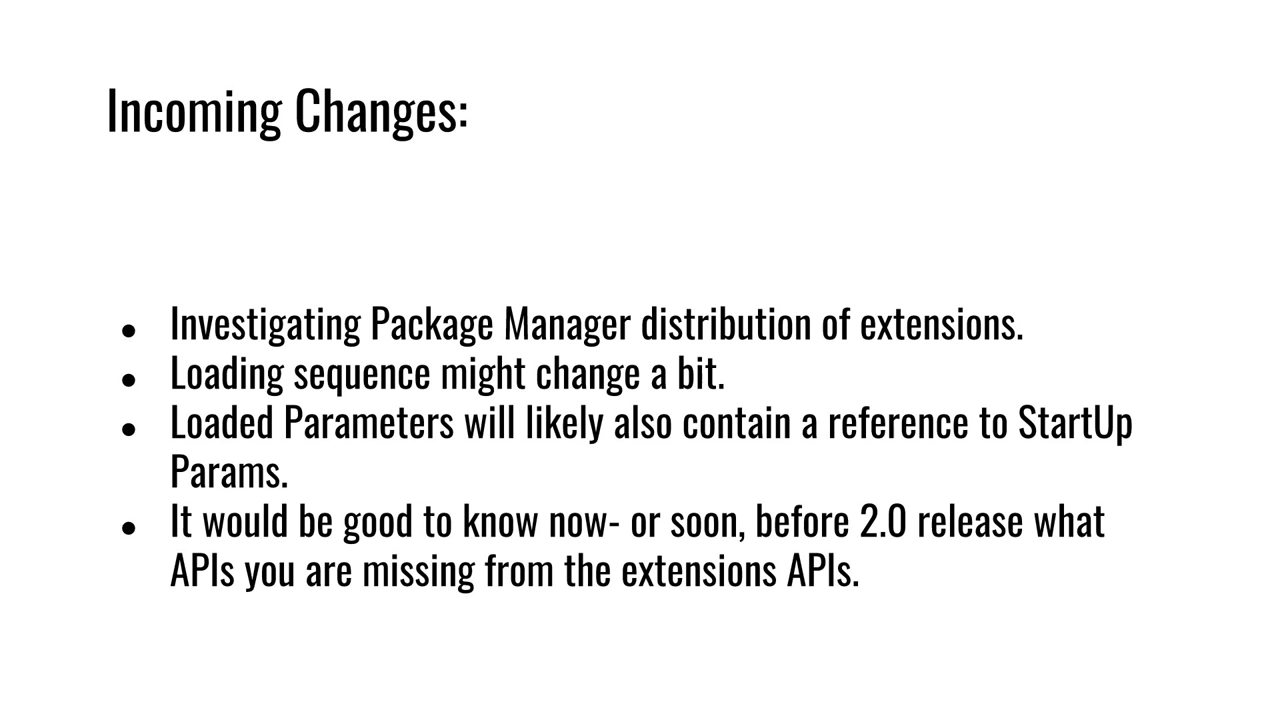 Incoming Changes:
● Investigating Package Manager distribution of extensions.
● Loading sequence might change a bit.
● Loaded Parameters will likely also contain a reference to StartUp
Params.
● It would be good to know now- or soon, before 2.0 release what
APIs you are missing from the extensions APIs.